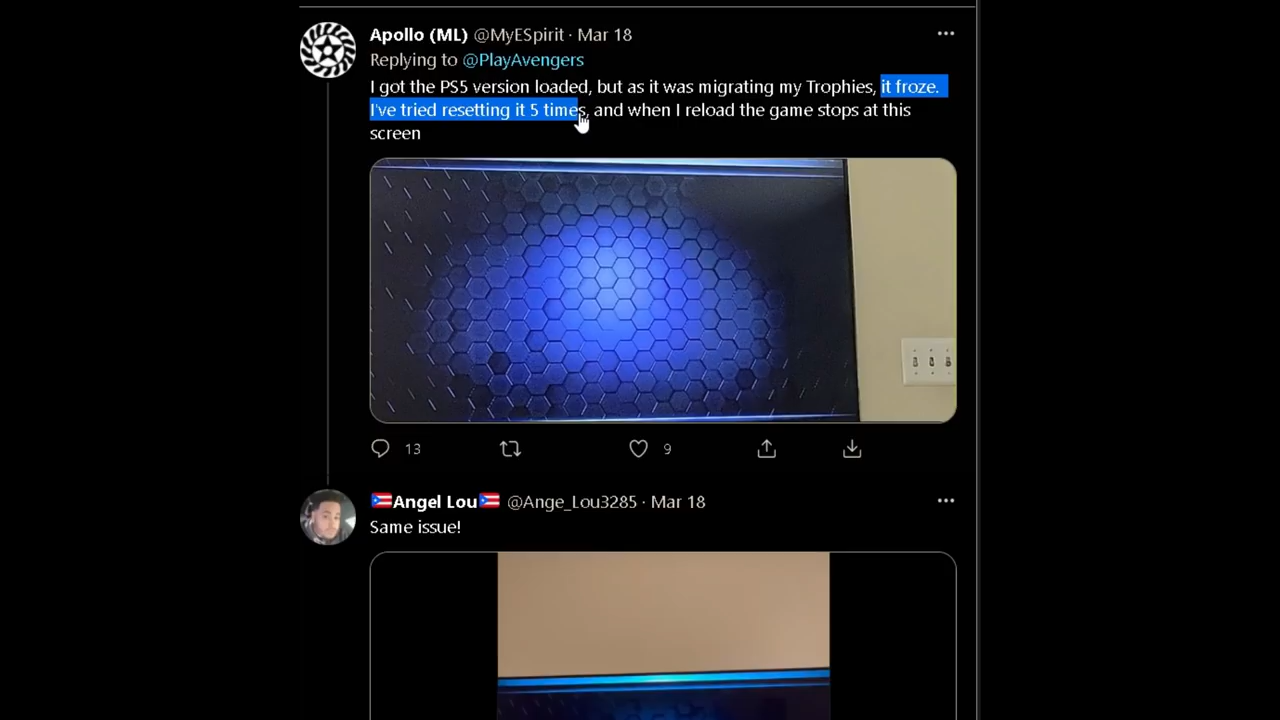 Apollo (ML) @MyESpirit · Mar 18
Replying to @PlayAvengers
I got the PS5 version loaded, but as it was migrating my Trophies, it froze.
I've tried resetting it 5 times, and when I reload the game stops at this
screen
13 9
🇵🇷Angel Lou🇵🇷 @Ange_Lou3285 · Mar 18
Same issue!